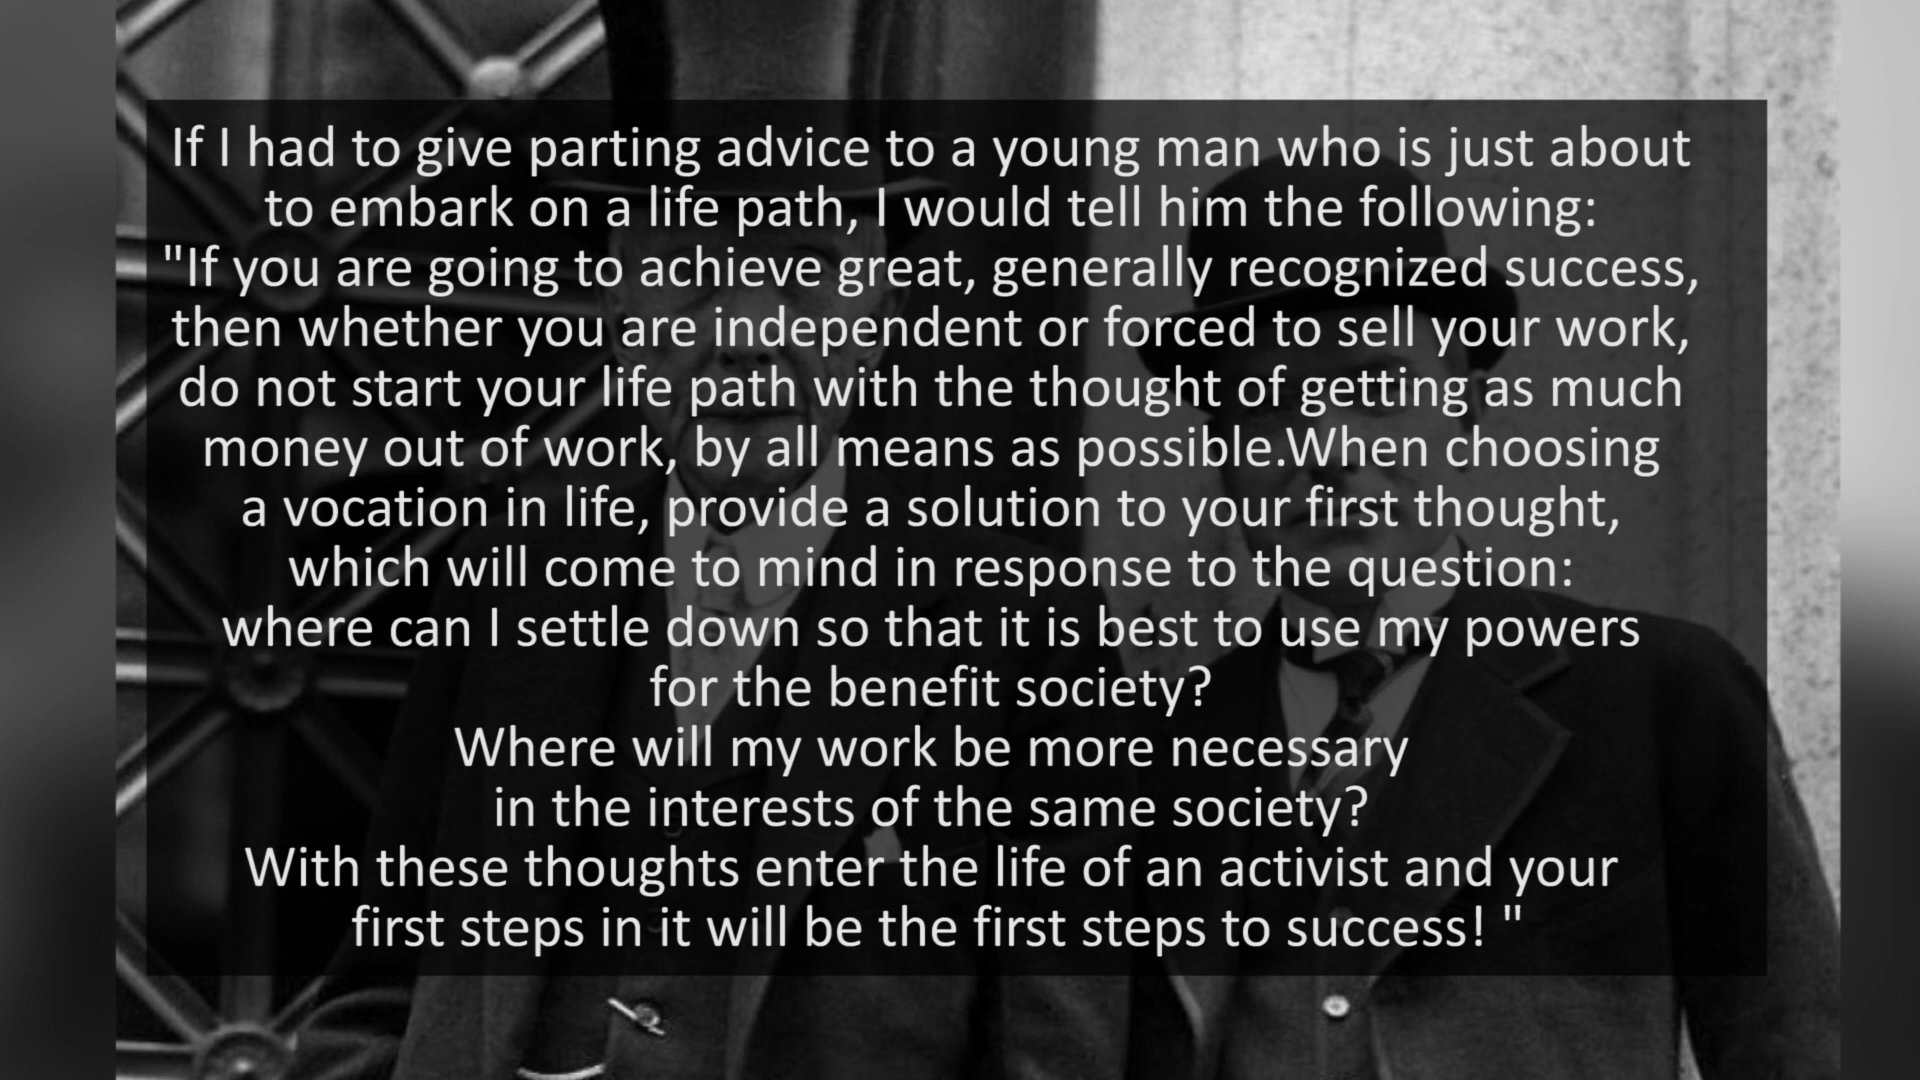 If I had to give parting advice to a young man who is just about
to embark on a life path, I would tell him the following:
"If you are going to achieve great, generally recognized success,
then whether you are independent or forced to sell your work,
do not start your life path with the thought of getting as much
money out of work, by all means as possible.When choosing
a vocation in life, provide a solution to your first thought,
which will come to mind in response to the question:
where can I settle down so that it is best to use my powers
for the benefit society?
Where will my work be more necessary
in the interests of the same society?
With these thoughts enter the life of an activist and your
first steps in it will be the first steps to success! "